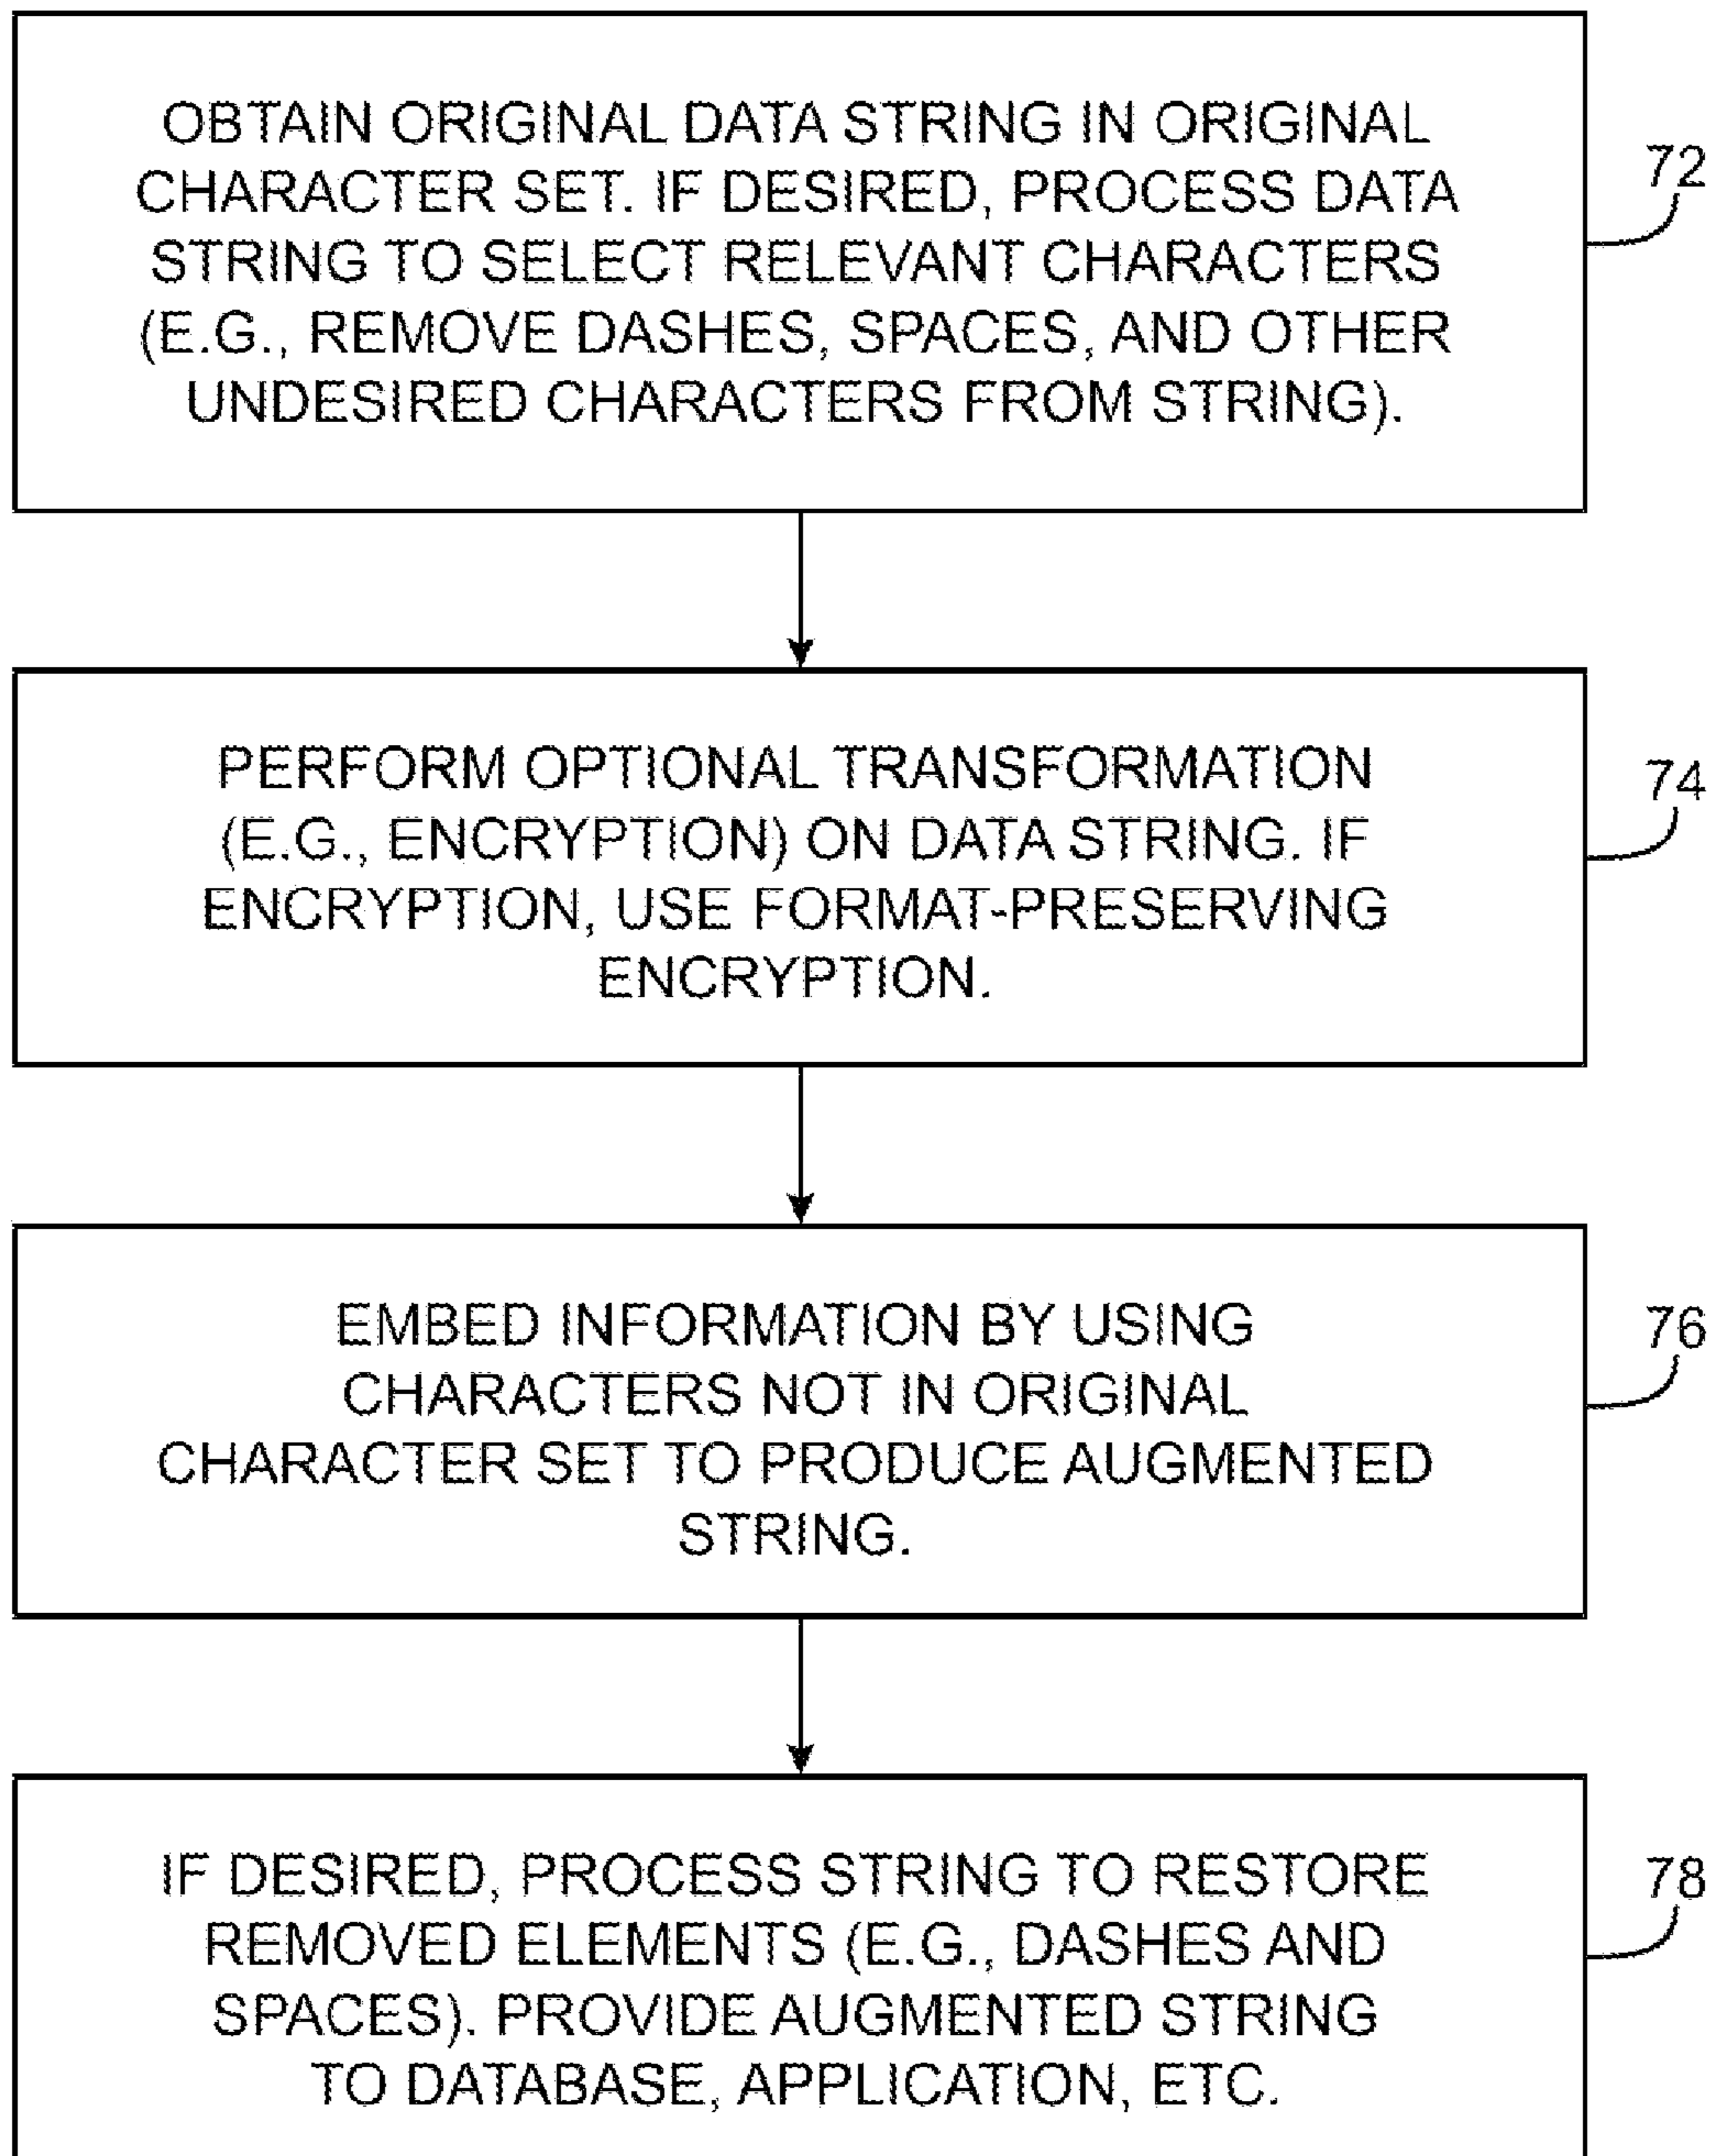 OBTAIN ORIGINAL DATA STRING IN ORIGINAL
CHARACTER SET. IF DESIRED, PROCESS DATA
STRING TO SELECT RELEVANT CHARACTERS
(E.G., REMOVE DASHES, SPACES, AND OTHER
UNDESIRED CHARACTERS FROM STRING).
72
PERFORM OPTIONAL TRANSFORMATION
(E.G., ENCRYPTION) ON DATA STRING. IF
ENCRYPTION, USE FORMAT-PRESERVING
ENCRYPTION.
74
EMBED INFORMATION BY USING
CHARACTERS NOT IN ORIGINAL
CHARACTER SET TO PRODUCE AUGMENTED
STRING.
76
IF DESIRED, PROCESS STRING TO RESTORE
REMOVED ELEMENTS (E.G., DASHES AND
SPACES). PROVIDE AUGMENTED STRING
TO DATABASE, APPLICATION, ETC.
78